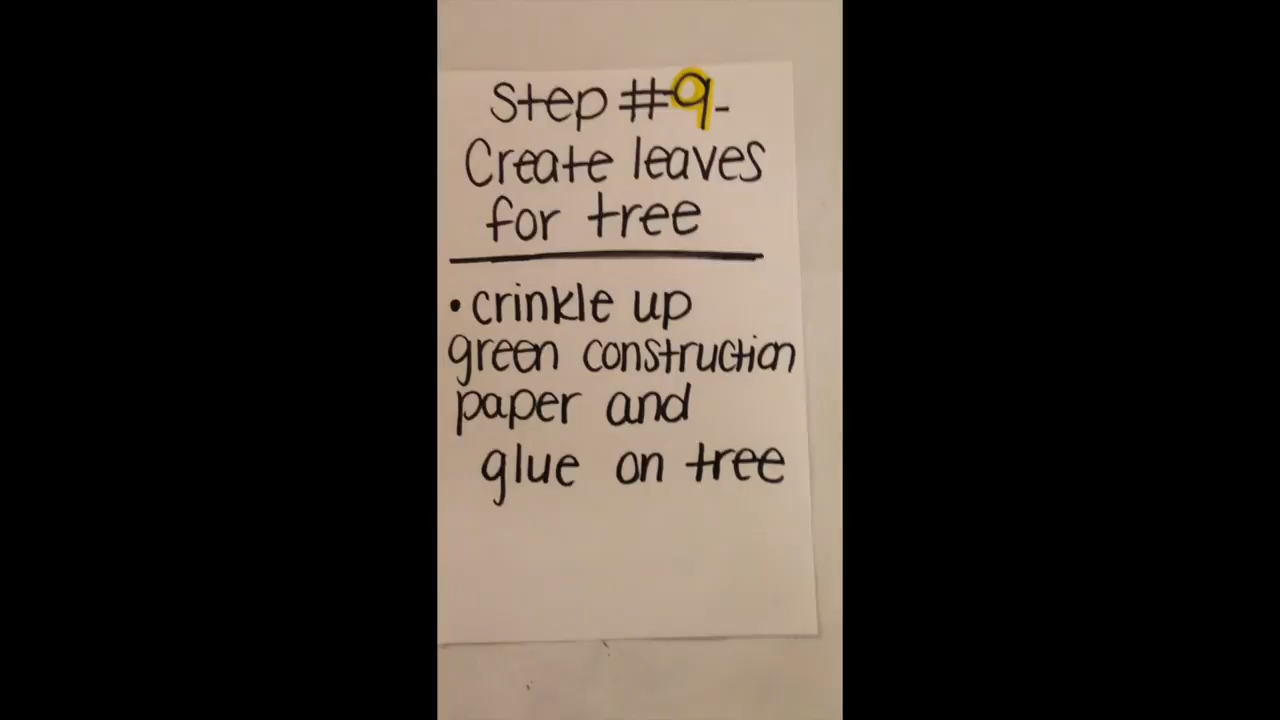 Step #9-
Create leaves
for tree
• crinkle up
green construction
paper and
glue on tree